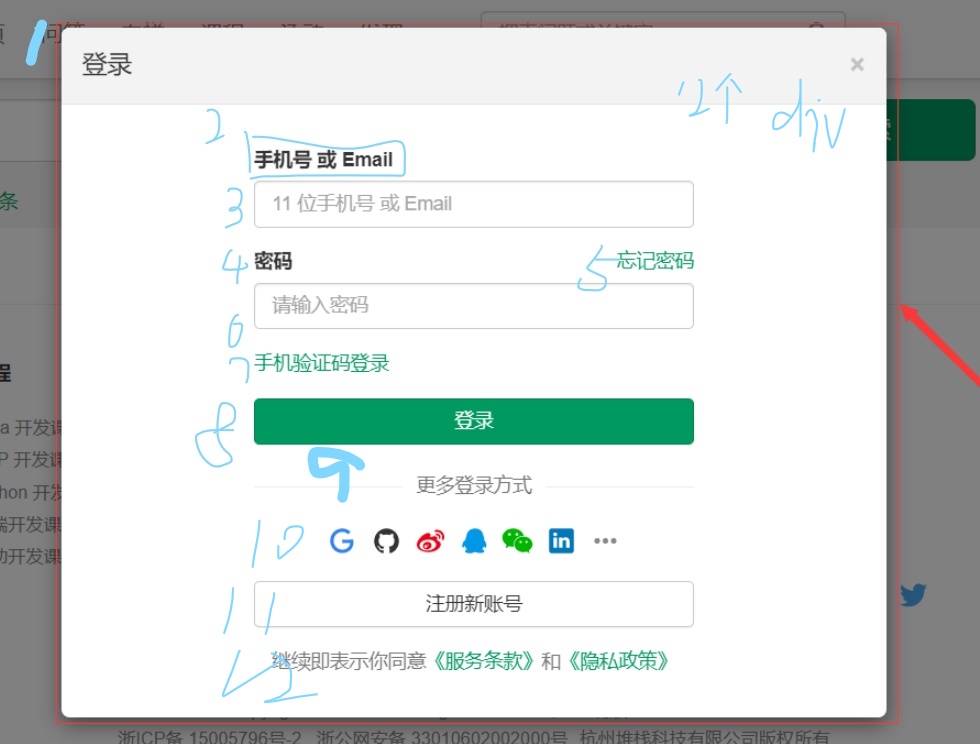 1
登录 ×
2个 div
2
手机号 或 Email
3 11 位手机号 或 Email
4 密码 5 忘记密码
6 请输入密码
7 手机验证码登录
8 登录
9 更多登录方式
10 G in
11 注册新账号
12 继续即表示你同意《服务条款》和《隐私政策》
条
程
a 开发课
P 开发课
hon 开发
端开发课
动开发课
浙ICP备 15005796号-2 浙公网安备 33010602002000号 杭州堆栈科技有限公司版权所有